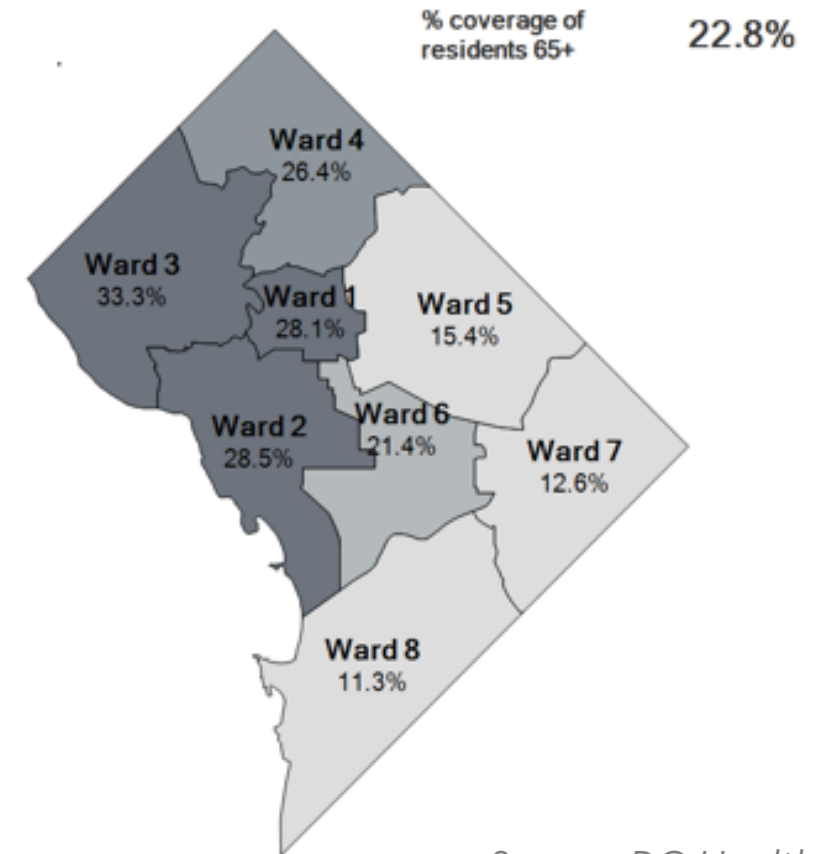 % coverage of
residents 65+
22.8%
Ward 4
26.4%
Ward 3
33.3%
Ward 1
28.1%
Ward 5
15.4%
Ward 6
21.4%
Ward 2
28.5%
Ward 7
12.6%
Ward 8
11.3%